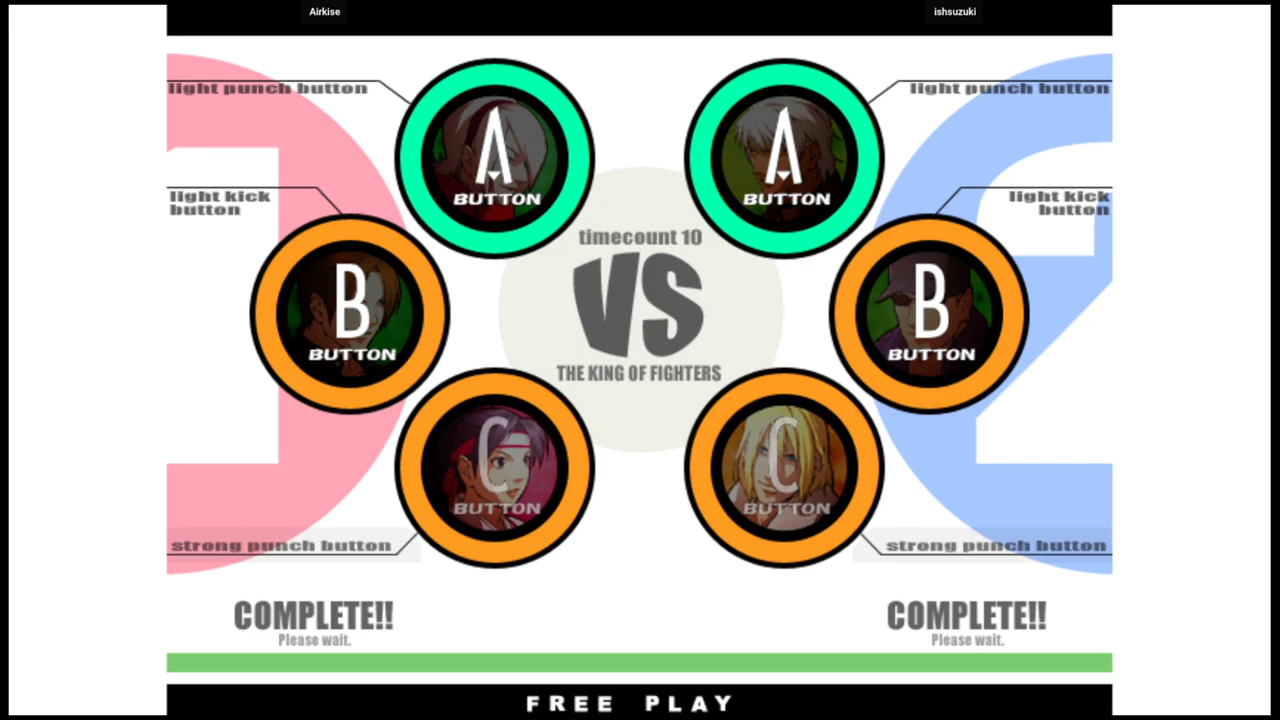 Airkise
ishsuzuki
light punch button
A
BUTTON
A
BUTTON
light punch button
light kick
button
light kick
button
timecount 10
VS
THE KING OF FIGHTERS
B
BUTTON
B
BUTTON
C
BUTTON
C
BUTTON
strong punch button
strong punch button
COMPLETE!!
Please wait.
COMPLETE!!
Please wait.
FREE PLAY